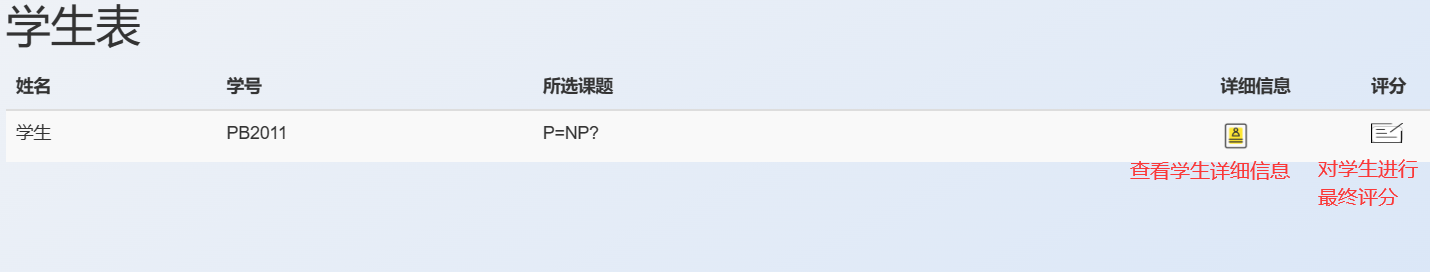 学生表
姓名 学号 所选课题 详细信息 评分
学生 PB2011 P=NP?
查看学生详细信息 对学生进行
最终评分